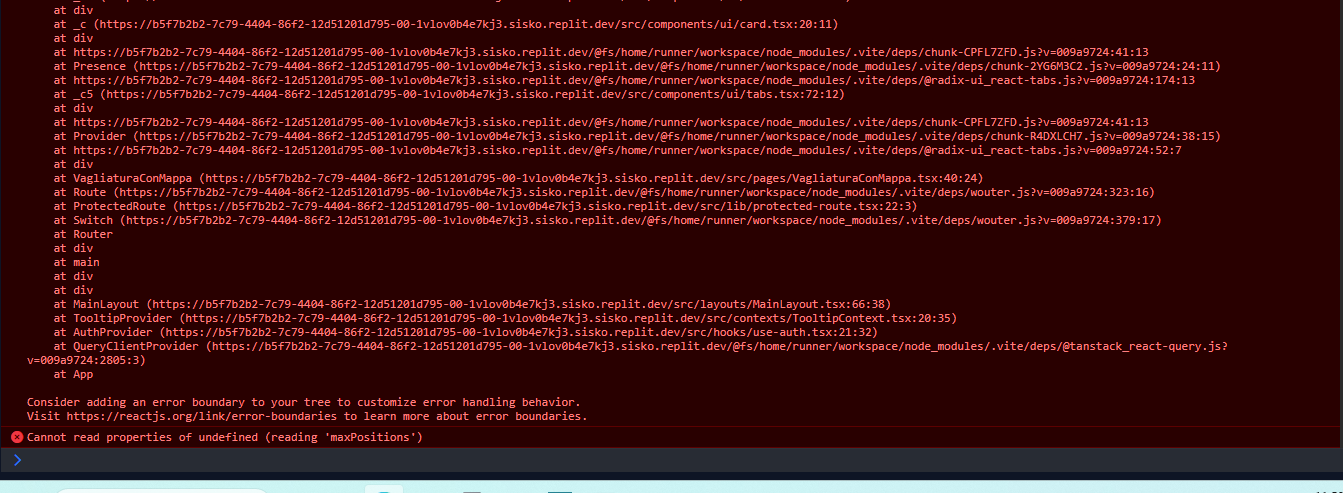 at div
at _c (https://b5f7b2b2-7c79-4404-86f2-12d51201d795-00-1vlov0b4e7kj3.sisko.replit.dev/src/components/ui/card.tsx:20:11)
at div
at https://b5f7b2b2-7c79-4404-86f2-12d51201d795-00-1vlov0b4e7kj3.sisko.replit.dev/@fs/home/runner/workspace/node_modules/.vite/deps/chunk-CPFL7ZFD.js?v=009a9724:41:13
at Presence (https://b5f7b2b2-7c79-4404-86f2-12d51201d795-00-1vlov0b4e7kj3.sisko.replit.dev/@fs/home/runner/workspace/node_modules/.vite/deps/chunk-2YG6M3C2.js?v=009a9724:24:11)
at https://b5f7b2b2-7c79-4404-86f2-12d51201d795-00-1vlov0b4e7kj3.sisko.replit.dev/@fs/home/runner/workspace/node_modules/.vite/deps/@radix-ui_react-tabs.js?v=009a9724:174:13
at _c5 (https://b5f7b2b2-7c79-4404-86f2-12d51201d795-00-1vlov0b4e7kj3.sisko.replit.dev/src/components/ui/tabs.tsx:72:12)
at div
at https://b5f7b2b2-7c79-4404-86f2-12d51201d795-00-1vlov0b4e7kj3.sisko.replit.dev/@fs/home/runner/workspace/node_modules/.vite/deps/chunk-CPFL7ZFD.js?v=009a9724:41:13
at Provider (https://b5f7b2b2-7c79-4404-86f2-12d51201d795-00-1vlov0b4e7kj3.sisko.replit.dev/@fs/home/runner/workspace/node_modules/.vite/deps/chunk-R4DXLCH7.js?v=009a9724:38:15)
at https://b5f7b2b2-7c79-4404-86f2-12d51201d795-00-1vlov0b4e7kj3.sisko.replit.dev/@fs/home/runner/workspace/node_modules/.vite/deps/@radix-ui_react-tabs.js?v=009a9724:52:7
at div
at VagliaturaConMappa (https://b5f7b2b2-7c79-4404-86f2-12d51201d795-00-1vlov0b4e7kj3.sisko.replit.dev/src/pages/VagliaturaConMappa.tsx:40:24)
at Route (https://b5f7b2b2-7c79-4404-86f2-12d51201d795-00-1vlov0b4e7kj3.sisko.replit.dev/@fs/home/runner/workspace/node_modules/.vite/deps/wouter.js?v=009a9724:323:16)
at ProtectedRoute (https://b5f7b2b2-7c79-4404-86f2-12d51201d795-00-1vlov0b4e7kj3.sisko.replit.dev/src/lib/protected-route.tsx:22:3)
at Switch (https://b5f7b2b2-7c79-4404-86f2-12d51201d795-00-1vlov0b4e7kj3.sisko.replit.dev/@fs/home/runner/workspace/node_modules/.vite/deps/wouter.js?v=009a9724:379:17)
at Router
at div
at main
at div
at div
at MainLayout (https://b5f7b2b2-7c79-4404-86f2-12d51201d795-00-1vlov0b4e7kj3.sisko.replit.dev/src/layouts/MainLayout.tsx:66:38)
at TooltipProvider (https://b5f7b2b2-7c79-4404-86f2-12d51201d795-00-1vlov0b4e7kj3.sisko.replit.dev/src/contexts/TooltipContext.tsx:20:35)
at AuthProvider (https://b5f7b2b2-7c79-4404-86f2-12d51201d795-00-1vlov0b4e7kj3.sisko.replit.dev/src/hooks/use-auth.tsx:21:32)
at QueryClientProvider (https://b5f7b2b2-7c79-4404-86f2-12d51201d795-00-1vlov0b4e7kj3.sisko.replit.dev/@fs/home/runner/workspace/node_modules/.vite/deps/@tanstack_react-query.js?
v=009a9724:2805:3)
at App
Consider adding an error boundary to your tree to customize error handling behavior.
Visit https://reactjs.org/link/error-boundaries to learn more about error boundaries.
Cannot read properties of undefined (reading 'maxPositions')